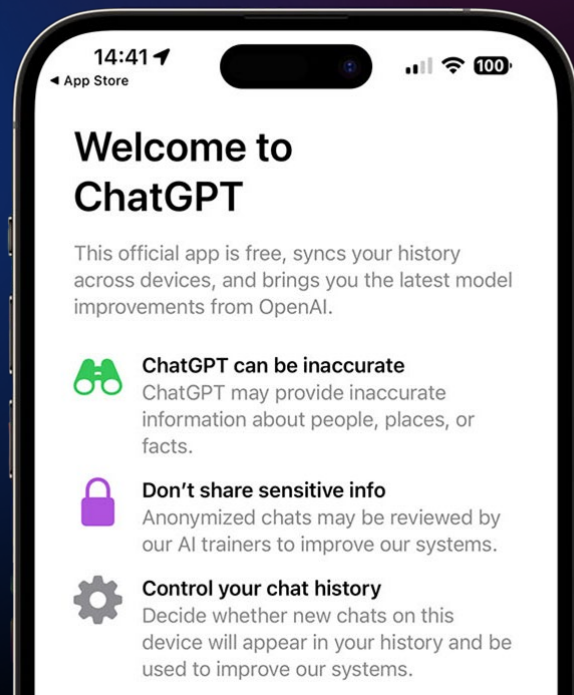 14:41
◀ App Store
100
Welcome to
ChatGPT
This official app is free, syncs your history
across devices, and brings you the latest model
improvements from OpenAI.
ChatGPT can be inaccurate
ChatGPT may provide inaccurate
information about people, places, or
facts.
Don’t share sensitive info
Anonymized chats may be reviewed by
our AI trainers to improve our systems.
Control your chat history
Decide whether new chats on this
device will appear in your history and be
used to improve our systems.